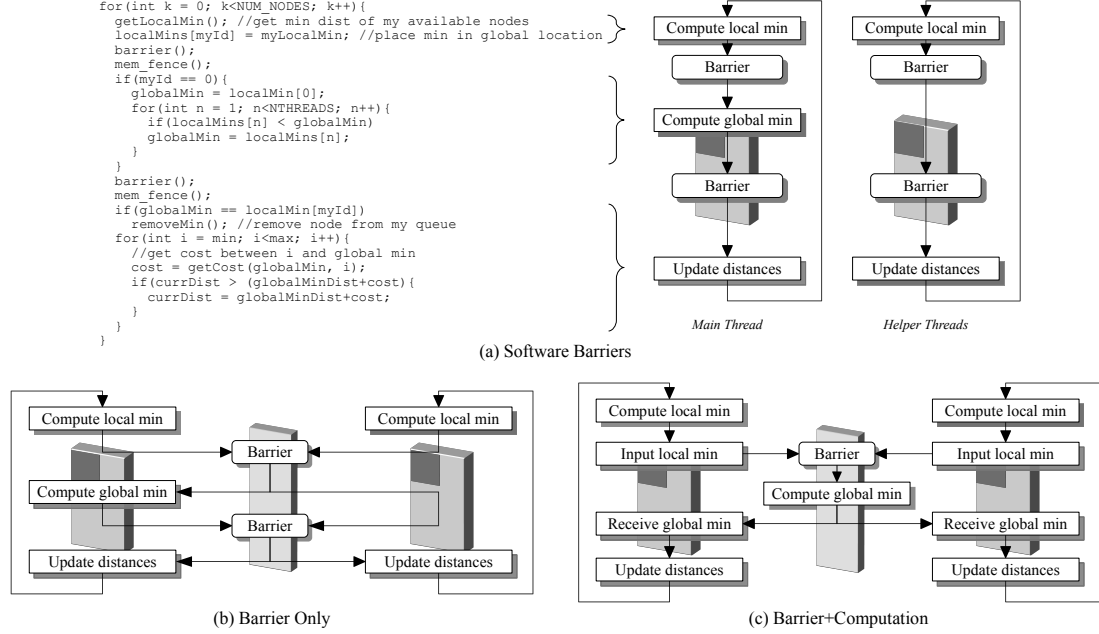 for(int k = 0; k<NUM_NODES; k++){
getLocalMin(); //get min dist of my available nodes
localMins[myId] = myLocalMin; //place min in global location
barrier();
mem_fence();
if(myId == 0){
globalMin = localMin[0];
for(int n = 1; n<NTHREADS; n++){
if(localMins[n] < globalMin)
globalMin = localMins[n];
}
}
barrier();
mem_fence();
if(globalMin == localMin[myId])
removeMin(); //remove node from my queue
for(int i = min; i<max; i++){
//get cost between i and global min
cost = getCost(globalMin, i);
if(currDist > (globalMinDist+cost){
currDist = globalMinDist+cost;
}
}
}
Compute local min
Barrier
Compute global min
Barrier
Update distances
Main Thread
Compute local min
Barrier
Barrier
Update distances
Helper Threads
(a) Software Barriers
Compute local min
Compute global min
Update distances
Barrier
Barrier
Compute local min
Update distances
(b) Barrier Only
Compute local min
Input local min
Receive global min
Update distances
Barrier
Compute global min
Compute local min
Input local min
Receive global min
Update distances
(c) Barrier+Computation